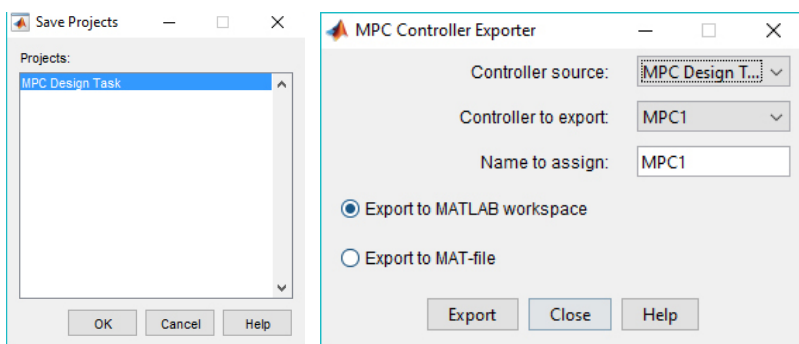 Save Projects
Projects:
MPC Design Task
OK Cancel Help
MPC Controller Exporter
Controller source: MPC Design T...
Controller to export: MPC1
Name to assign: MPC1
Export to MATLAB workspace
Export to MAT-file
Export Close Help